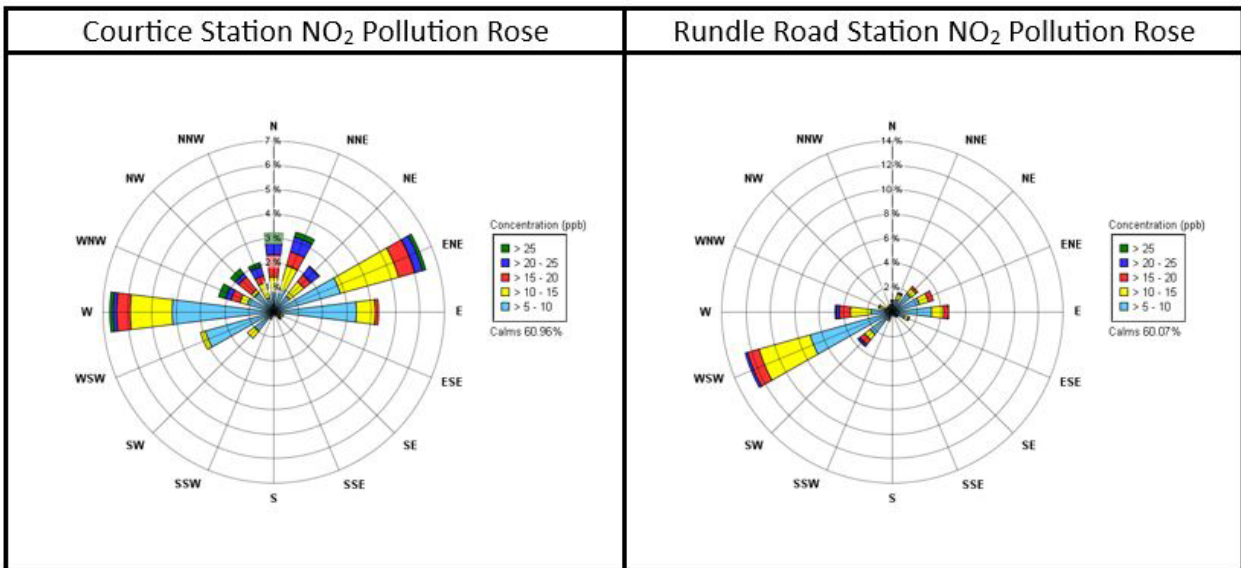 Courtice Station NO₂ Pollution Rose
Rundle Road Station NO₂ Pollution Rose
N
NNE
NE
ENE
E
ESE
SE
SSE
S
SSW
SW
WSW
W
WNW
NW
NNW
7 %
6 %
5 %
4 %
3 %
2 %
1 %
Concentration (ppb)
> 25
> 20 - 25
> 15 - 20
> 10 - 15
> 5 - 10
Calms 60.96%
N
NNE
NE
ENE
E
ESE
SE
SSE
S
SSW
SW
WSW
W
WNW
NW
NNW
14 %
12 %
10 %
8 %
6 %
4 %
2 %
Concentration (ppb)
> 25
> 20 - 25
> 15 - 20
> 10 - 15
> 5 - 10
Calms 60.07%